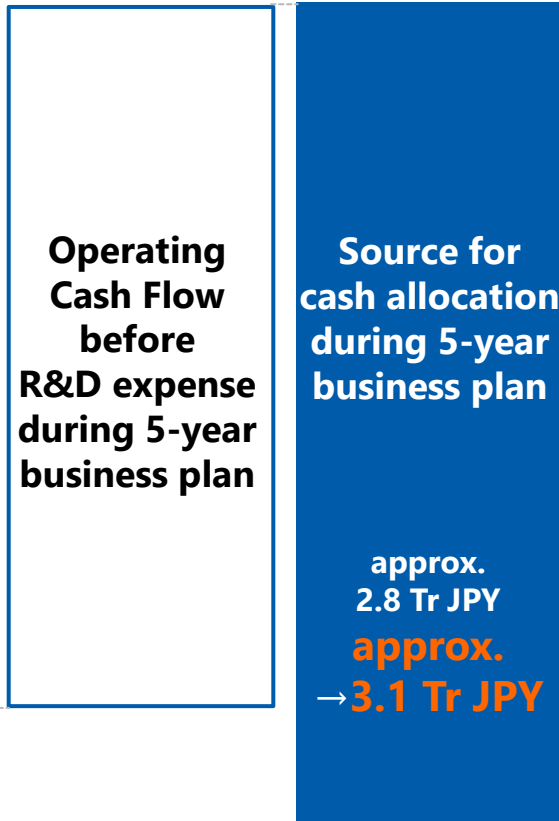 Operating
Cash Flow
before
R&D expense
during 5-year
business plan
Source for
cash allocation
during 5-year
business plan
approx.
2.8 Tr JPY
approx.
→3.1 Tr JPY